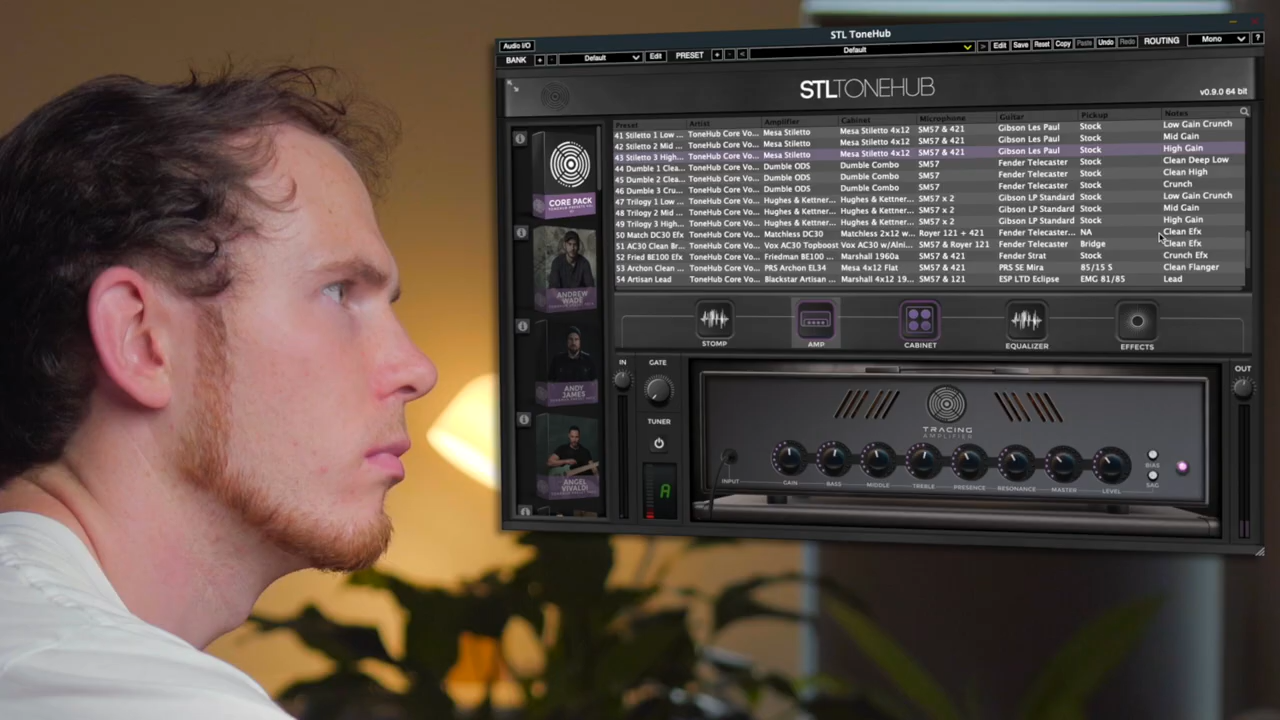 STL ToneHub
Audio I/O
BANK + - Default Edit PRESET + - < Default > Edit Save Reset Copy Paste Undo Redo ROUTING Mono ?
STLTONEHUB
v0.9.0 64 bit
Preset Artist Amplifier Cabinet Microphone Guitar Pickup Notes
41 Stiletto 1 Low ... ToneHub Core Vo... Mesa Stiletto Mesa Stiletto 4x12 SM57 & 421 Gibson Les Paul Stock Low Gain Crunch
42 Stiletto 2 Mid ... ToneHub Core Vo... Mesa Stiletto Mesa Stiletto 4x12 SM57 & 421 Gibson Les Paul Stock Mid Gain
43 Stiletto 3 High... ToneHub Core Vo... Mesa Stiletto Mesa Stiletto 4x12 SM57 & 421 Gibson Les Paul Stock High Gain
44 Dumble 1 Clea... ToneHub Core Vo... Dumble ODS Dumble Combo SM57 Fender Telecaster Stock Clean Deep Low
45 Dumble 2 Clea... ToneHub Core Vo... Dumble ODS Dumble Combo SM57 Fender Telecaster Stock Clean High
46 Dumble 3 Cru... ToneHub Core Vo... Dumble ODS Dumble Combo SM57 Fender Telecaster Stock Crunch
47 Trilogy 1 Low ... ToneHub Core Vo... Hughes & Kettner... Hughes & Kettner... SM57 x 2 Gibson LP Standard Stock Low Gain Crunch
48 Trilogy 2 Mid ... ToneHub Core Vo... Hughes & Kettner... Hughes & Kettner... SM57 x 2 Gibson LP Standard Stock Mid Gain
49 Trilogy 3 High... ToneHub Core Vo... Hughes & Kettner... Hughes & Kettner... SM57 x 2 Gibson LP Standard Stock High Gain
50 Match DC30 Efx ToneHub Core Vo... Matchless DC30 Matchless 2x12 w... Royer 121 + 421 Fender Telecaster... NA Clean Efx
51 AC30 Clean Br... ToneHub Core Vo... Vox AC30 Topboost Vox AC30 w/Alni... SM57 & Royer 121 Fender Telecaster Bridge Clean Efx
52 Fried BE100 Efx ToneHub Core Vo... Friedman BE100 ... Marshall 1960a SM57 & 421 Fender Strat Stock Crunch Efx
53 Archon Clean ... ToneHub Core Vo... PRS Archon EL34 Mesa 4x12 Flat SM57 & 421 PRS SE Mira 85/15 S Clean Flanger
54 Artisan Lead ToneHub Core Vo... Blackstar Artisan ... Marshall 4x12 19... SM57 & 121 ESP LTD Eclipse EMG 81/85 Lead
CORE PACK
ANDREW
WADE
ANDY
JAMES
ANGEL
VIVALDI
STOMP AMP CABINET EQUALIZER EFFECTS
IN GATE OUT
TUNER
A
TRACING
AMPLIFIER
INPUT GAIN BASS MIDDLE TREBLE PRESENCE RESONANCE MASTER LEVEL
BIAS
SAG